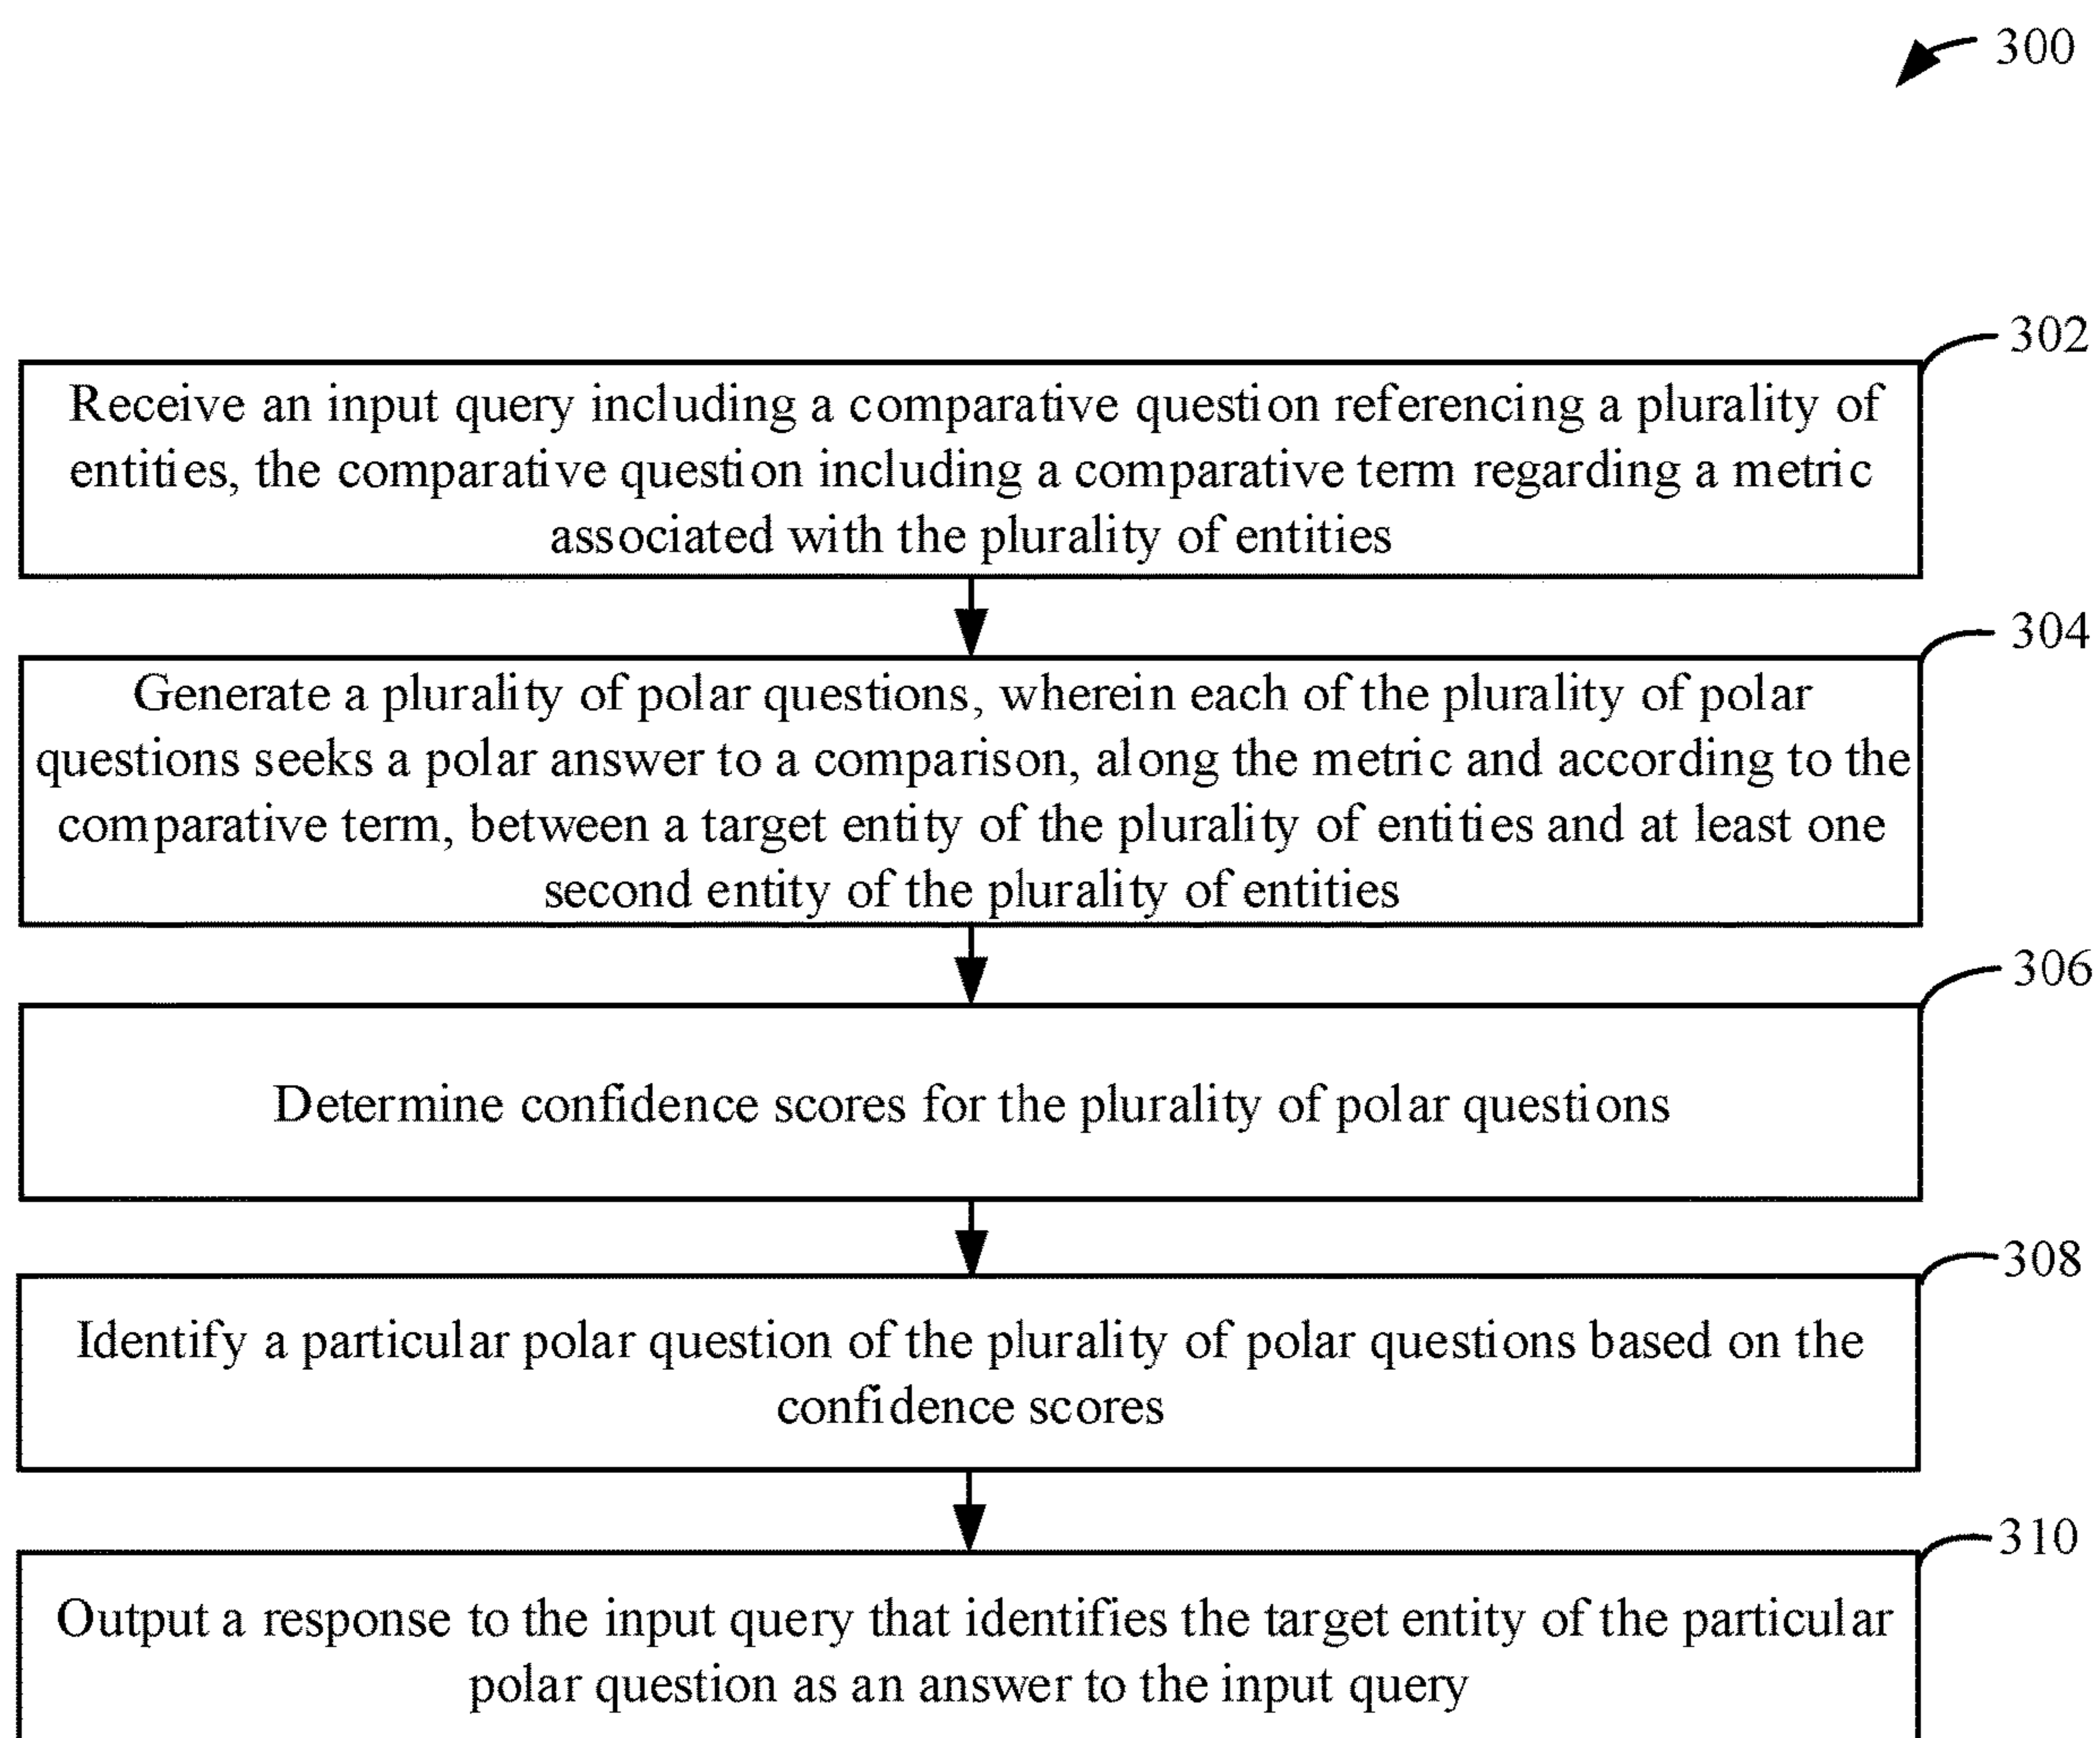 300
302
Receive an input query including a comparative question referencing a plurality of
entities, the comparative question including a comparative term regarding a metric
associated with the plurality of entities
304
Generate a plurality of polar questions, wherein each of the plurality of polar
questions seeks a polar answer to a comparison, along the metric and according to the
comparative term, between a target entity of the plurality of entities and at least one
second entity of the plurality of entities
306
Determine confidence scores for the plurality of polar questions
308
Identify a particular polar question of the plurality of polar questions based on the
confidence scores
310
Output a response to the input query that identifies the target entity of the particular
polar question as an answer to the input query